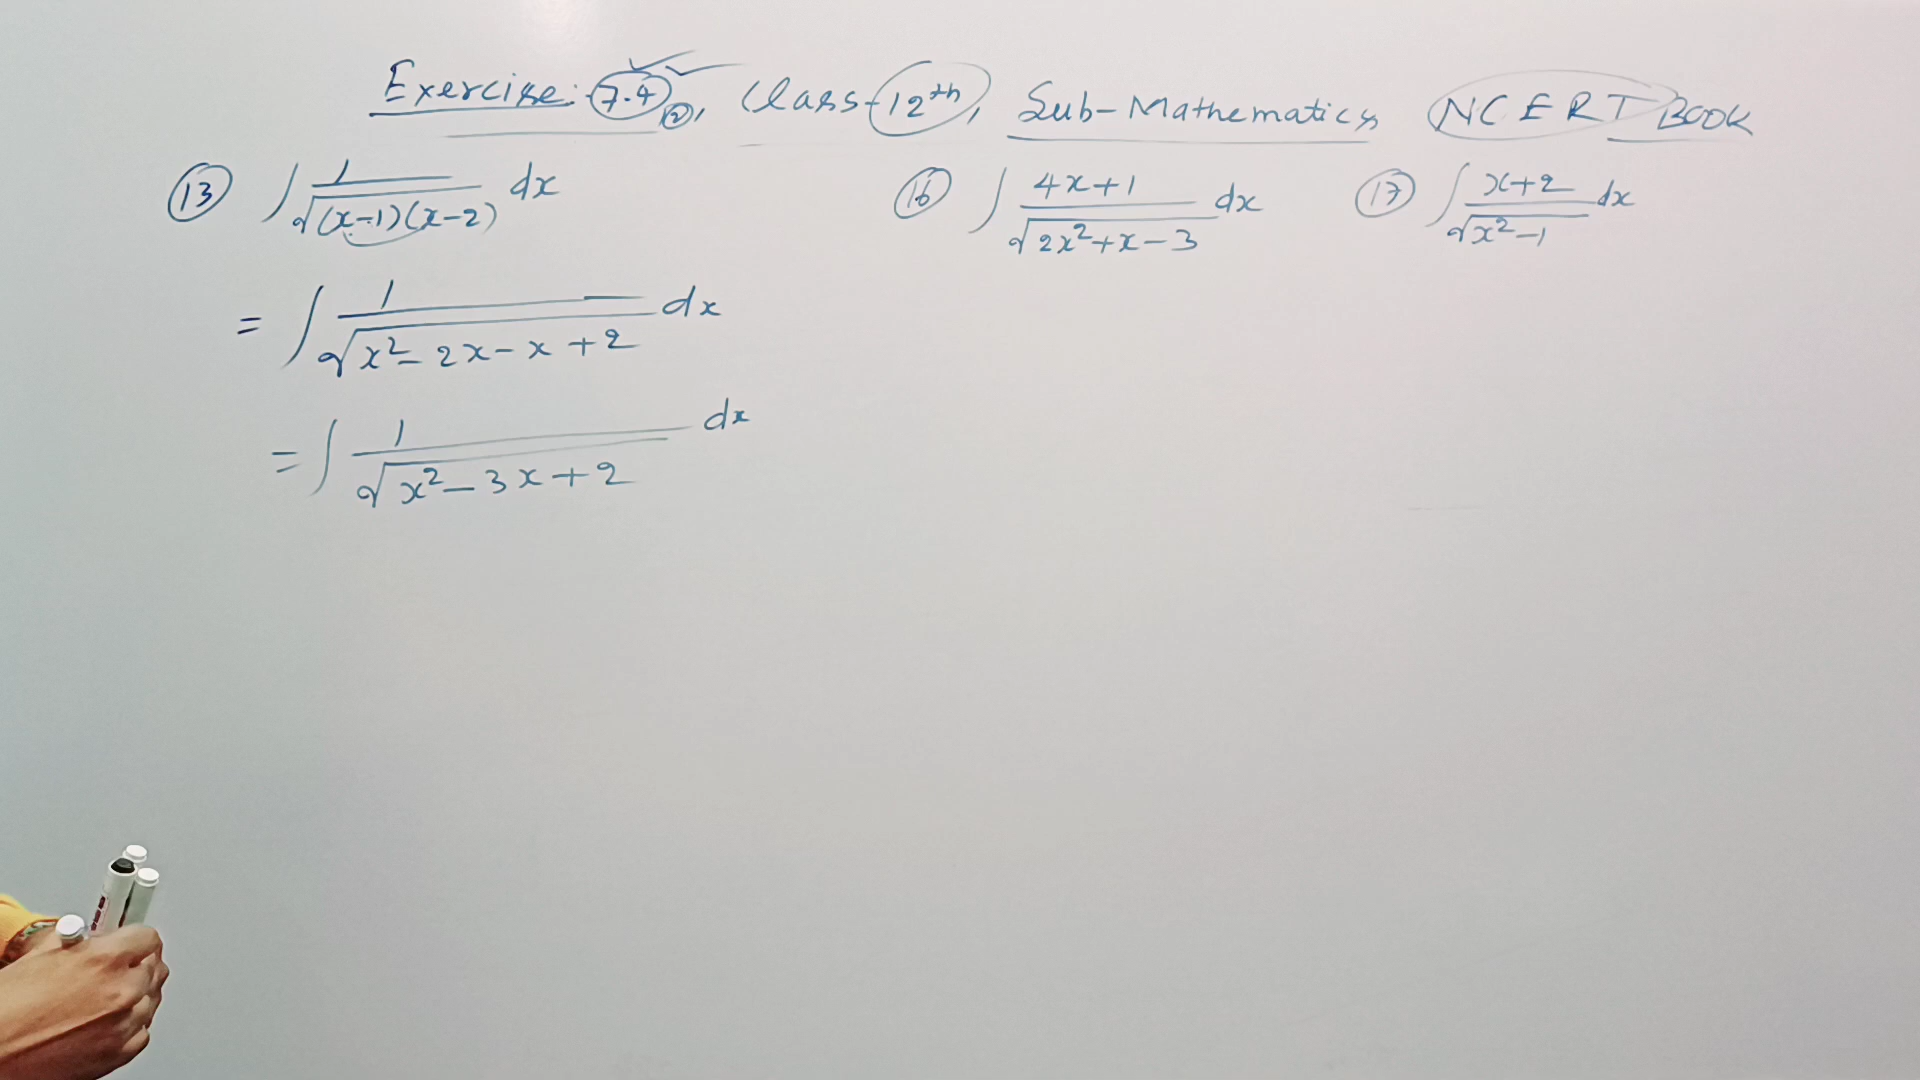 Exercise: 7.4 (2), Class-12th, Sub-Mathematics NCERT BOOK
(13) ∫ 1/√((x-1)(x-2)) dx (16) ∫ (4x+1)/√(2x²+x-3) dx (17) ∫ (x+2)/√(x²-1) dx
= ∫ 1/√(x²-2x-x+2) dx
= ∫ 1/√(x²-3x+2) dx